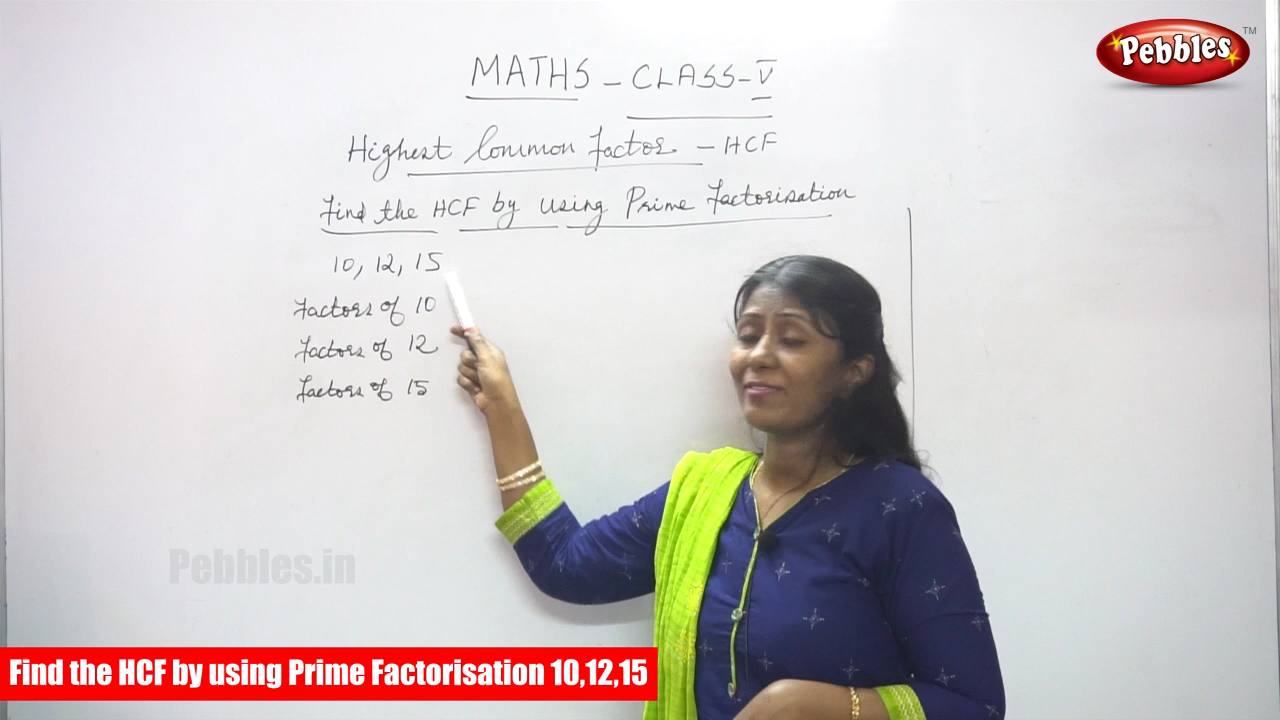 Pebbles TM
MATHS - CLASS - V
Highest Common Factor - HCF
Find the HCF by using Prime Factorisation
10, 12, 15
Factors of 10
Factors of 12
Factors of 15
Pebbles.in
Find the HCF by using Prime Factorisation 10,12,15